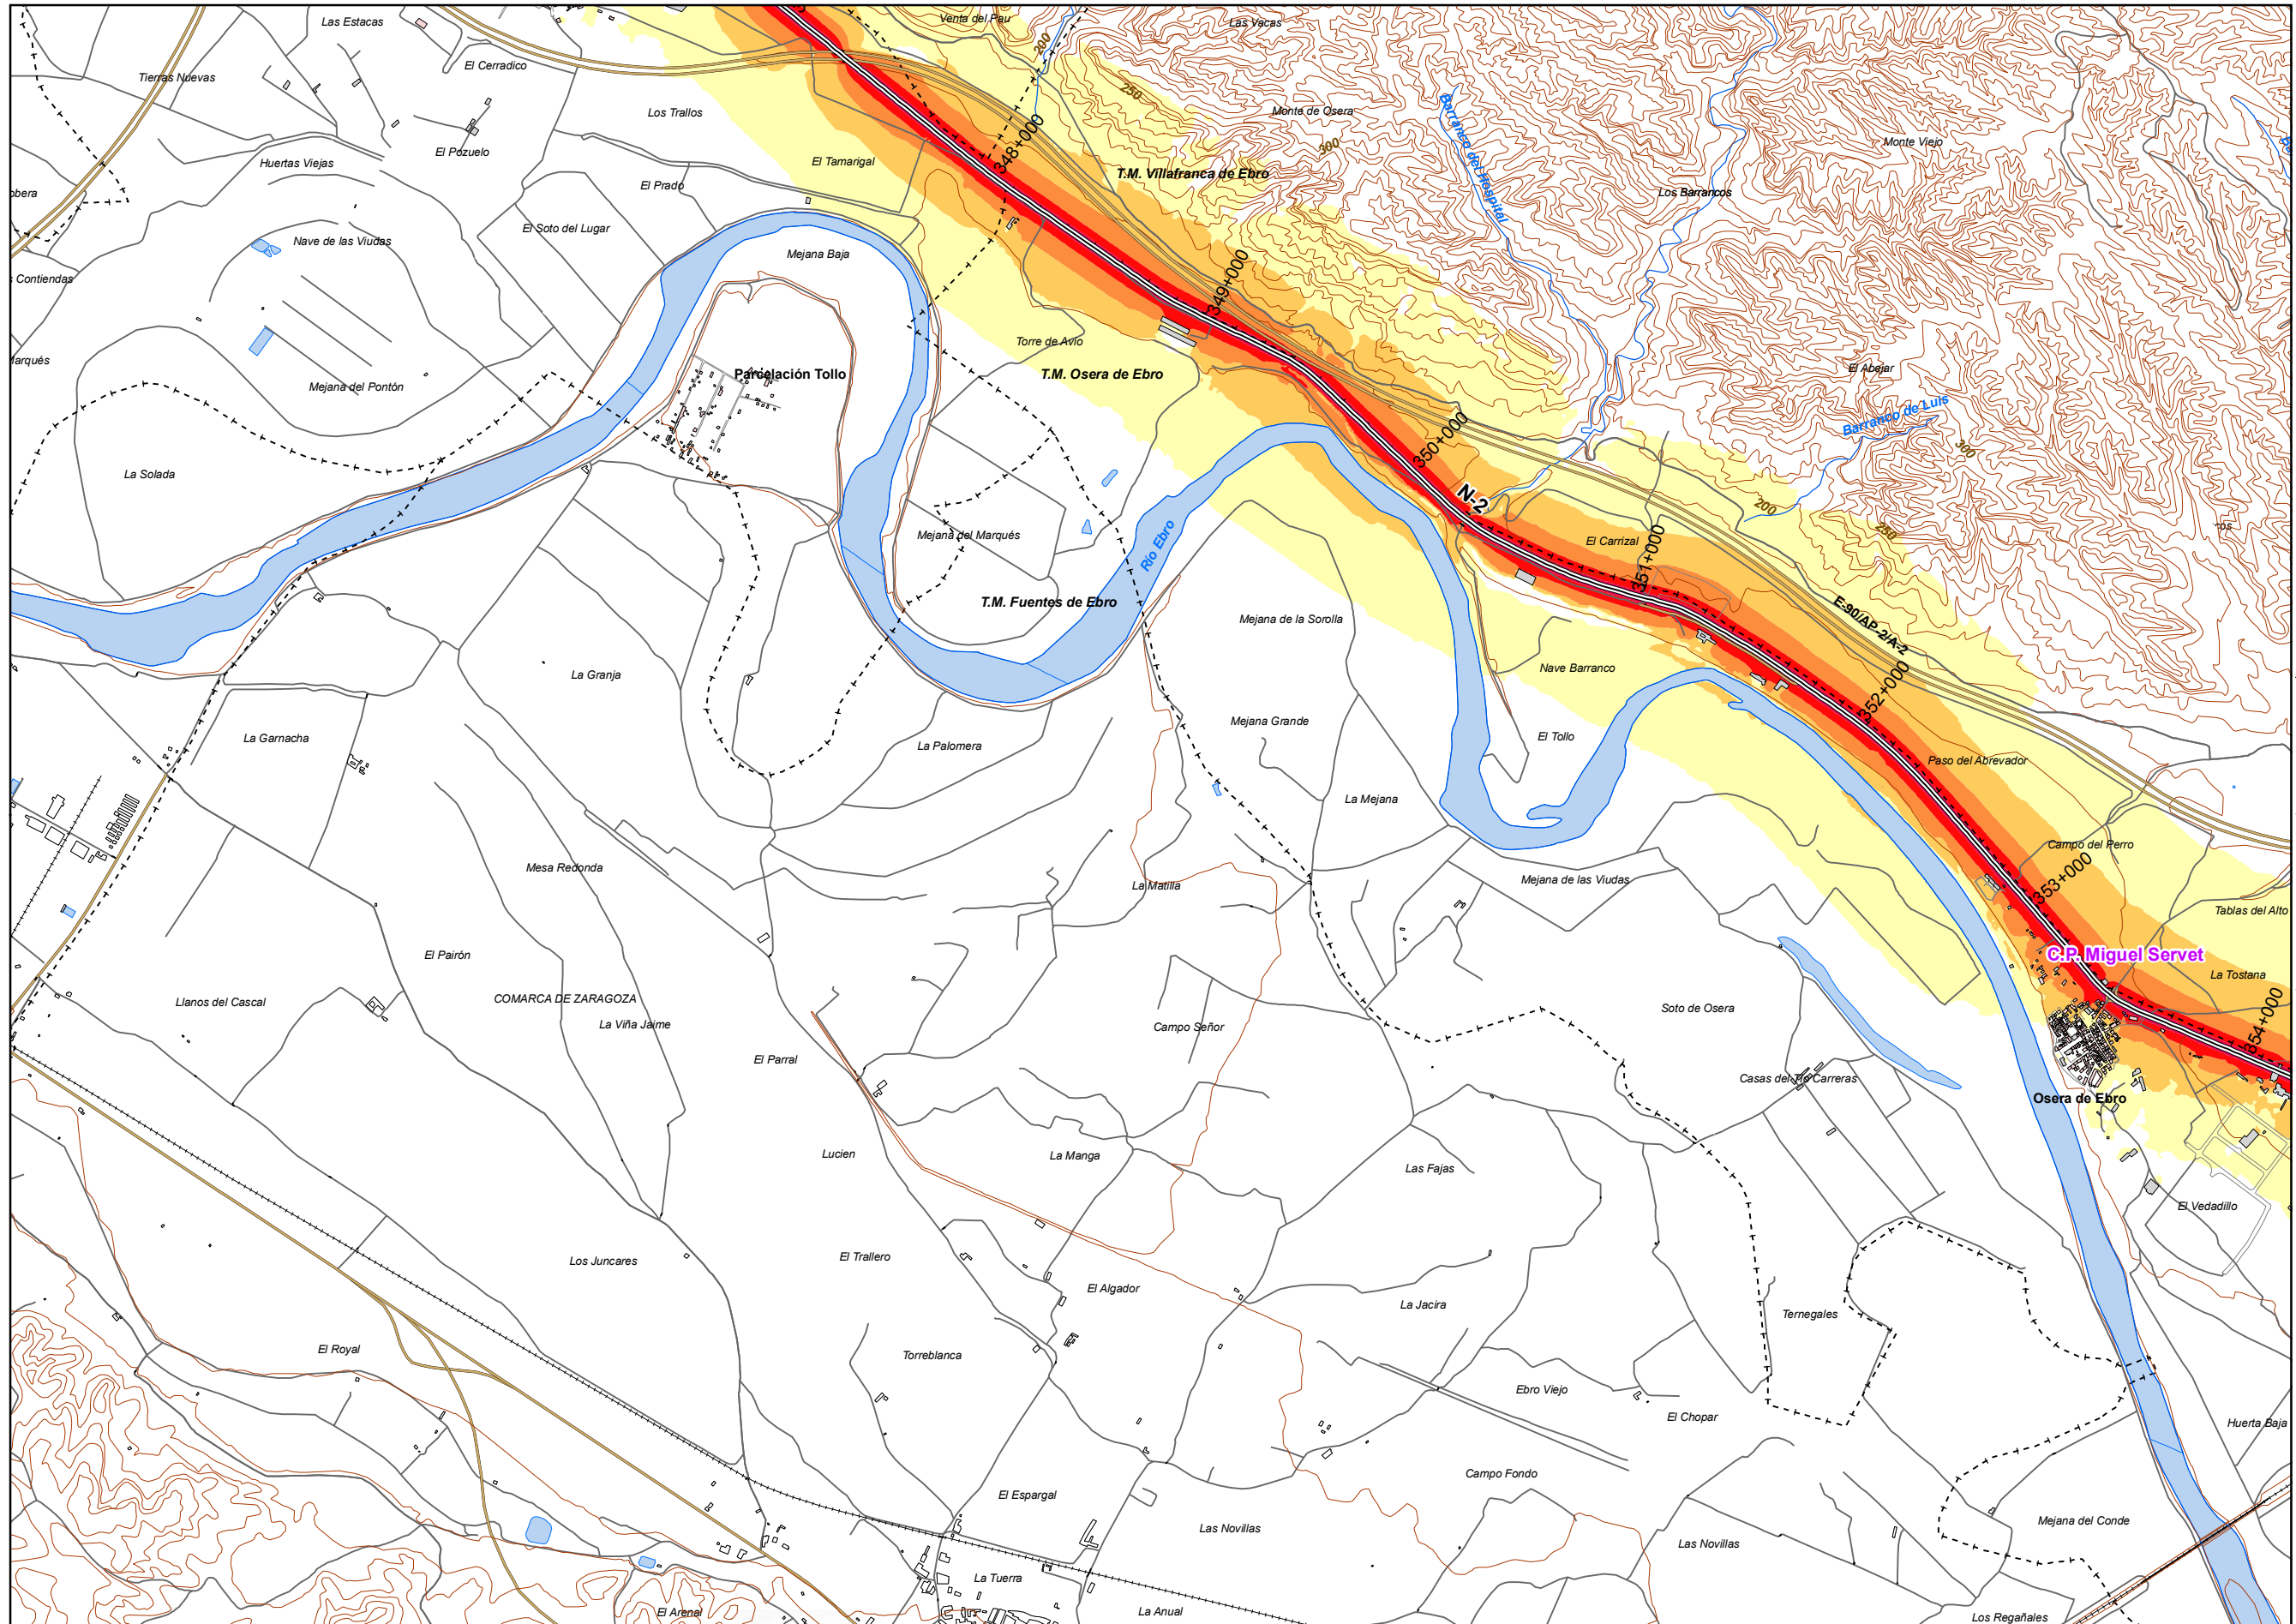 Las Estacas
Venta del Pau
Las Vacas
200
El Cerradico
Tierras Nuevas
250
Los Trallos
Monte de Osera
Barranco del Hospital
300
Monte Viejo
348+000
El Pozuelo
Huertas Viejas
El Tamarigal
T.M. Villafranca de Ebro
El Prado
Los Barrancos
obera
El Soto del Lugar
Nave de las Viudas
Mejana Baja
Contiendas
349+000
Torre de Avío
arqués
El Abejar
Parcelación Tollo
T.M. Osera de Ebro
Mejana del Pontón
Barranco de Luis
350+000
300
La Solada
N-2
200
250
ros
Mejana del Marqués
Río Ebro
El Carrizal
351+000
T.M. Fuentes de Ebro
E-90/AP-2/A-2
Mejana de la Sorolla
La Granja
Nave Barranco
352+000
Mejana Grande
La Garnacha
El Tollo
La Palomera
Paso del Abrevador
La Mejana
Campo del Perro
Mesa Redonda
353+000
La Matilla
Mejana de las Viudas
Tablas del Alto
El Pairón
C.P. Miguel Servet
La Tostana
Llanos del Cascal
COMARCA DE ZARAGOZA
Soto de Osera
La Viña Jaime
Campo Señor
354+000
El Parral
Casas del Tío Carreras
Osera de Ebro
Lucien
La Manga
Las Fajas
El Vedadillo
El Trallero
Los Juncares
El Algador
La Jacira
Ternegales
El Royal
Torreblanca
Ebro Viejo
El Chopar
Huerta Baja
Campo Fondo
El Espargal
Las Novillas
Mejana del Conde
Las Novillas
La Tuerra
El Arenal
La Anual
Los Regañales